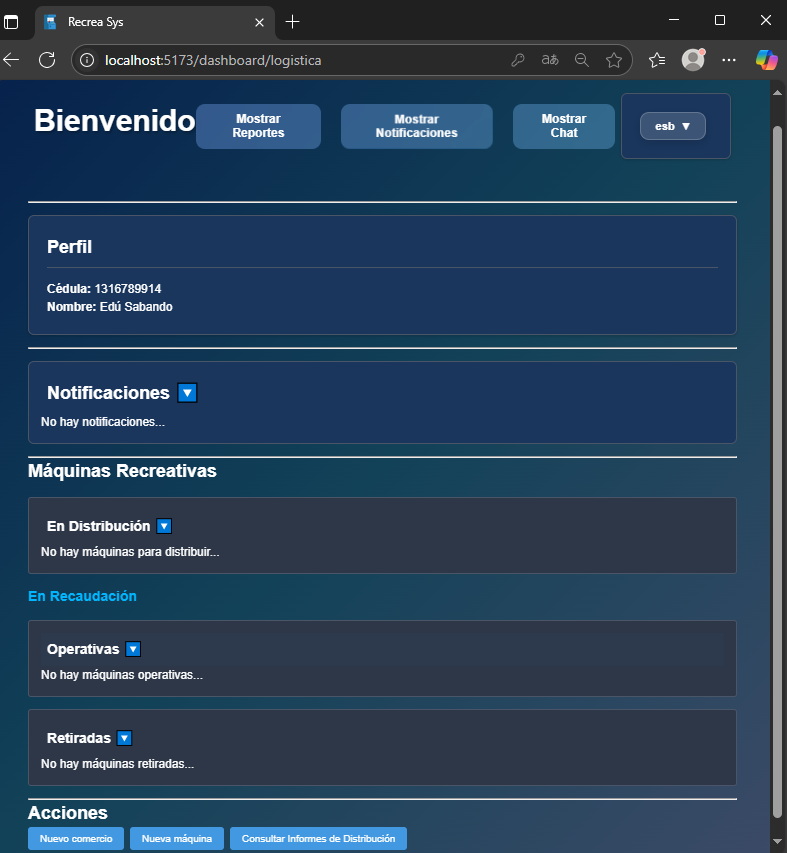 Recrea Sys
localhost:5173/dashboard/logistica
Bienvenido
Mostrar
Reportes
Mostrar
Notificaciones
Mostrar
Chat
esb ▼
Perfil
Cédula: 1316789914
Nombre: Edú Sabando
Notificaciones 🔽
No hay notificaciones...
Máquinas Recreativas
En Distribución 🔽
No hay máquinas para distribuir...
En Recaudación
Operativas 🔽
No hay máquinas operativas...
Retiradas 🔽
No hay máquinas retiradas...
Acciones
Nuevo comercio
Nueva máquina
Consultar Informes de Distribución